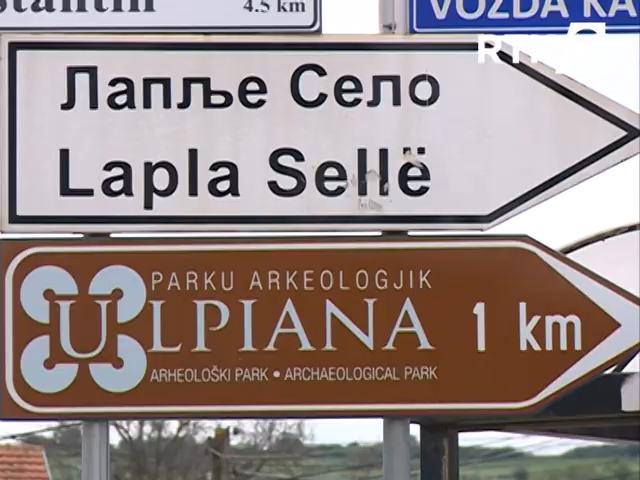 4.5 km
VOZDA KA
Лапље Село
Lapla Sellë
PARKU ARKEOLOGJIK
ULPIANA
1 km
ARHEOLOŠKI PARK • ARCHAEOLOGICAL PARK